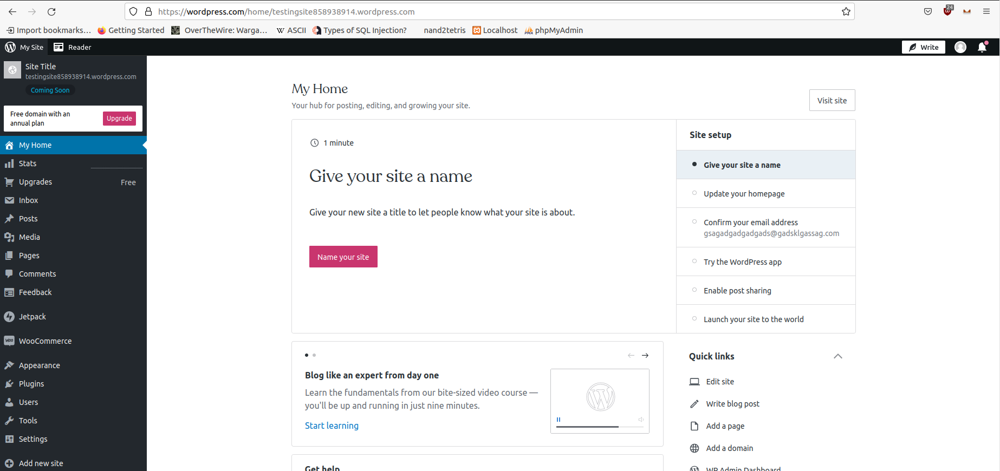 https://wordpress.com/home/testingsite858938914.wordpress.com
24
Import bookmarks...
Getting Started
OverTheWire: Warga...
ASCII
Types of SQL Injection?
nand2tetris
Localhost
phpMyAdmin
My Site
Reader
Write
Site Title
testingsite858938914.wordpress.com
Coming Soon
Free domain with an
annual plan
Upgrade
My Home
Stats
Upgrades
Free
Inbox
Posts
Media
Pages
Comments
Feedback
Jetpack
WooCommerce
Appearance
Plugins
Users
Tools
Settings
Add new site
My Home
Your hub for posting, editing, and growing your site.
Visit site
1 minute
Give your site a name
Give your new site a title to let people know what your site is about.
Name your site
Site setup
Give your site a name
Update your homepage
Confirm your email address
gsagadgadgadgads@gadsklgassag.com
Try the WordPress app
Enable post sharing
Launch your site to the world
Blog like an expert from day one
Learn the fundamentals from our bite-sized video course —
you'll be up and running in just nine minutes.
Start learning
Quick links
Edit site
Write blog post
Add a page
Add a domain
WP Admin Dashboard
Get help